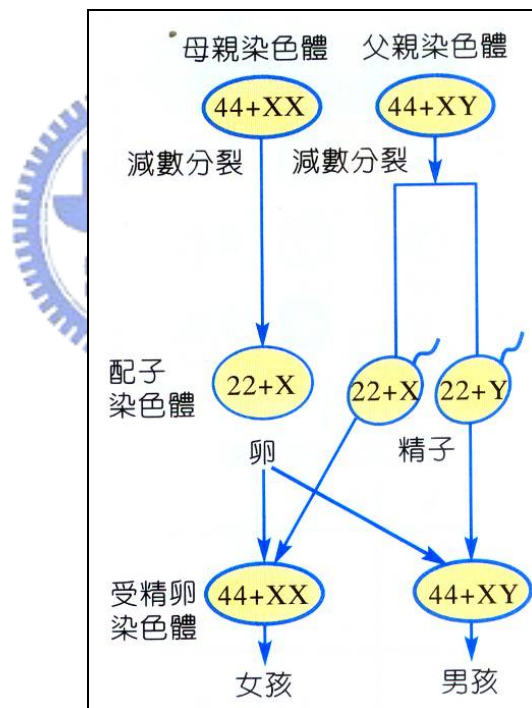 母親染色體 父親染色體
44+XX 44+XY
減數分裂 減數分裂
配子
染色體
22+X 22+X 22+Y
卵 精子
受精卵
染色體
44+XX 44+XY
女孩 男孩